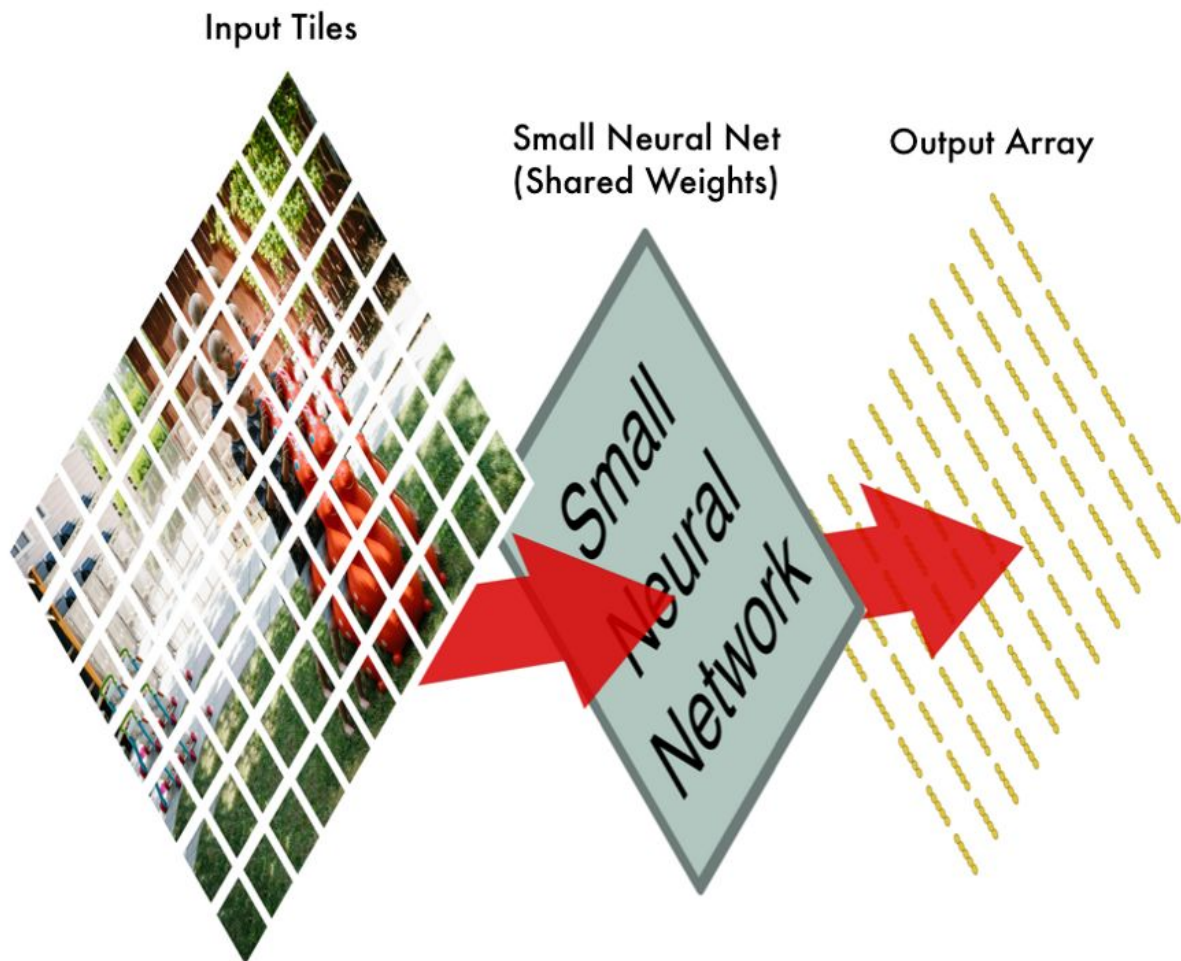 Input Tiles
Small Neural Net
(Shared Weights)
Output Array
Small
Neural
Network